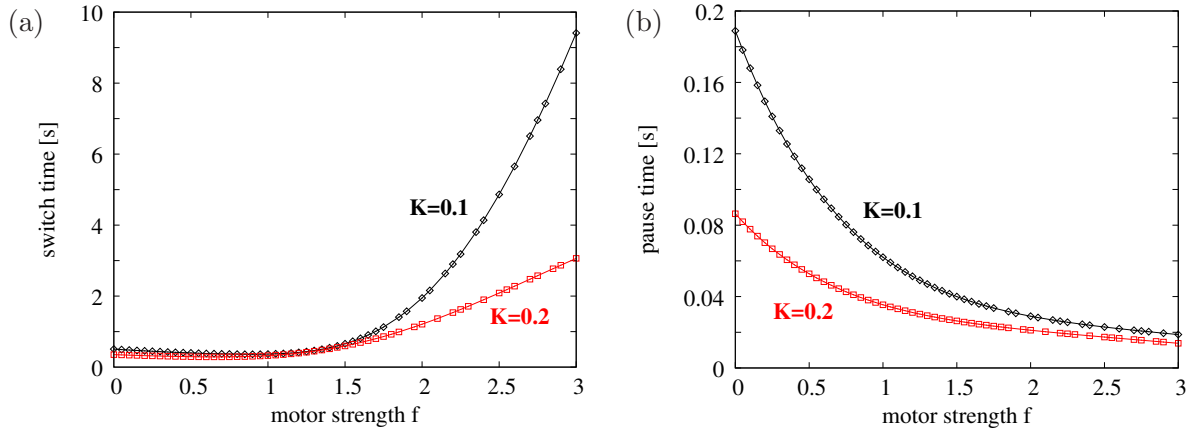 (a)
10
8
6
4
2
0
switch time [s]
K=0.1
K=0.2
0 0.5 1 1.5 2 2.5 3
motor strength f
(b)
0.2
0.16
0.12
0.08
0.04
0
pause time [s]
K=0.1
K=0.2
0 0.5 1 1.5 2 2.5 3
motor strength f